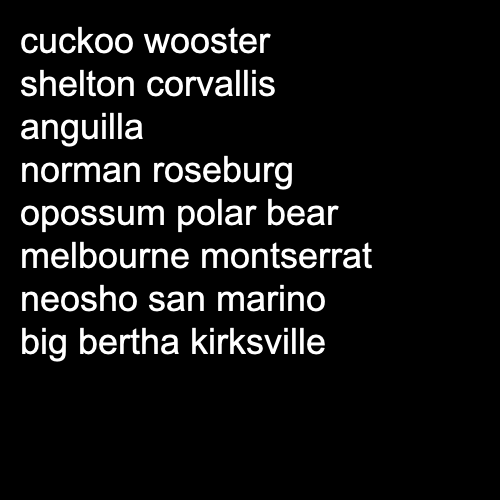 cuckoo wooster
shelton corvallis
anguilla
norman roseburg
opossum polar bear
melbourne montserrat
neosho san marino
big bertha kirksville